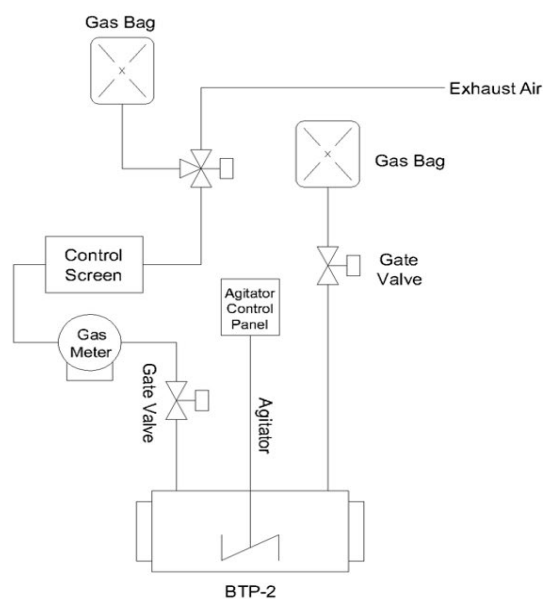 Gas Bag
Exhaust Air
Gas Bag
Control
Screen
Gate
Valve
Agitator
Control
Panel
Gas
Meter
Gate Valve
Agitator
BTP-2